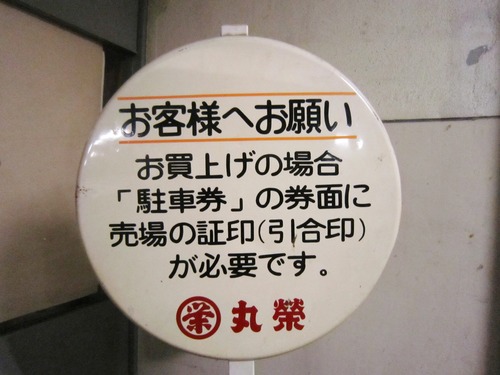 お客様へお願い
お買上げの場合
「駐車券」の券面に
売場の証印(引合印)
が必要です。
栄 丸榮